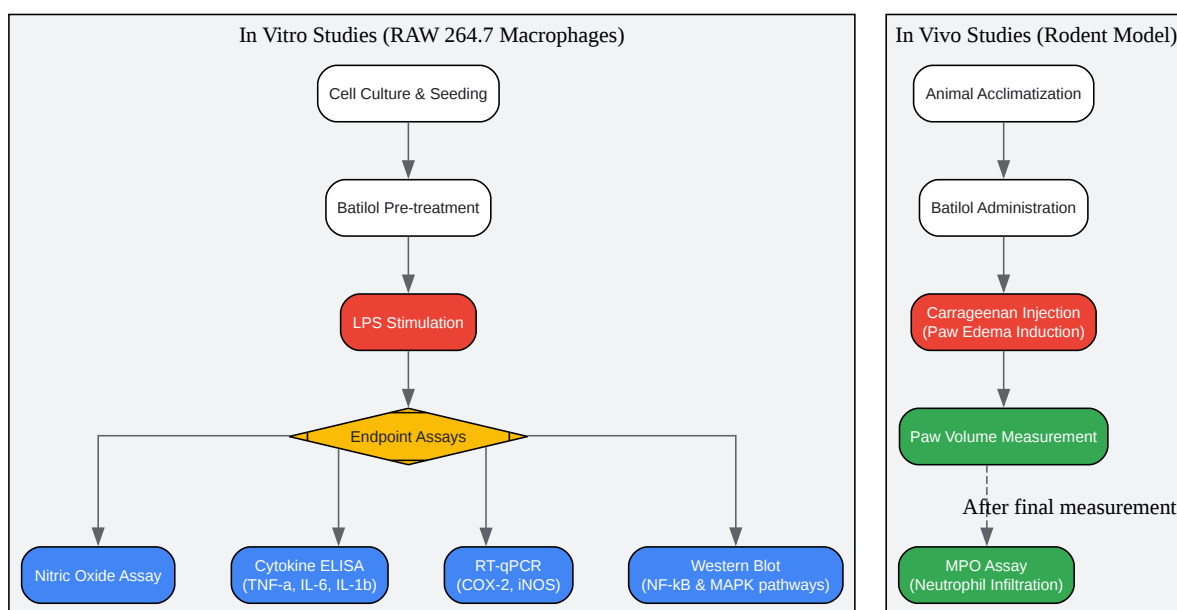 In Vitro Studies (RAW 264.7 Macrophages)
Cell Culture & Seeding
Batilol Pre-treatment
LPS Stimulation
Endpoint Assays
Nitric Oxide Assay
Cytokine ELISA
(TNF-a, IL-6, IL-1b)
RT-qPCR
(COX-2, iNOS)
Western Blot
(NF-kB & MAPK pathways)
In Vivo Studies (Rodent Model)
Animal Acclimatization
Batilol Administration
Carrageenan Injection
(Paw Edema Induction)
Paw Volume Measurement
After final measurement
MPO Assay
(Neutrophil Infiltration)